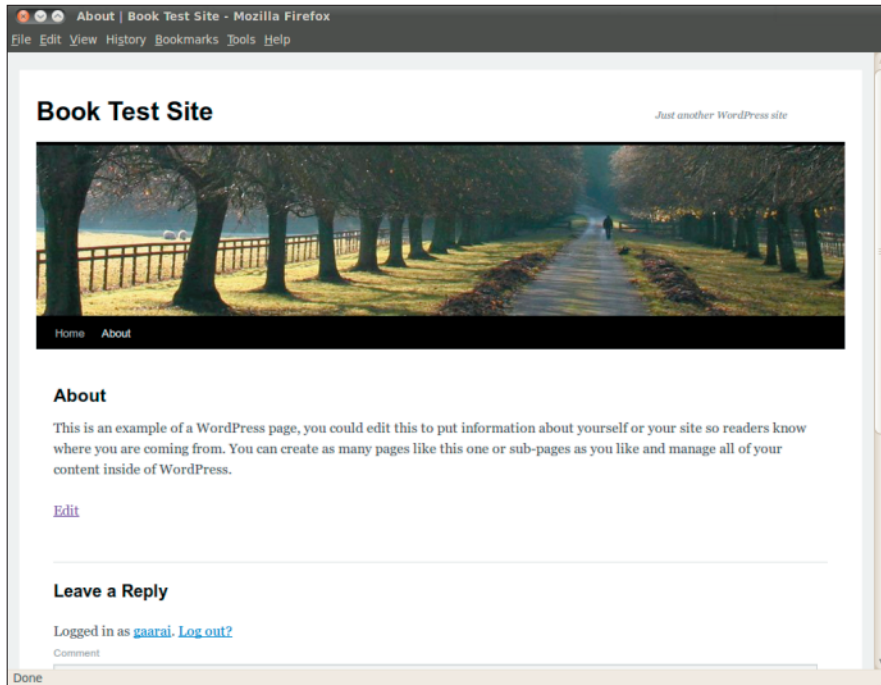 About | Book Test Site - Mozilla Firefox
File Edit View History Bookmarks Tools Help
Book Test Site
Just another WordPress site
Home About
About
This is an example of a WordPress page, you could edit this to put information about yourself or your site so readers know
where you are coming from. You can create as many pages like this one or sub-pages as you like and manage all of your
content inside of WordPress.
Edit
Leave a Reply
Logged in as gaarai. Log out?
Comment
Done